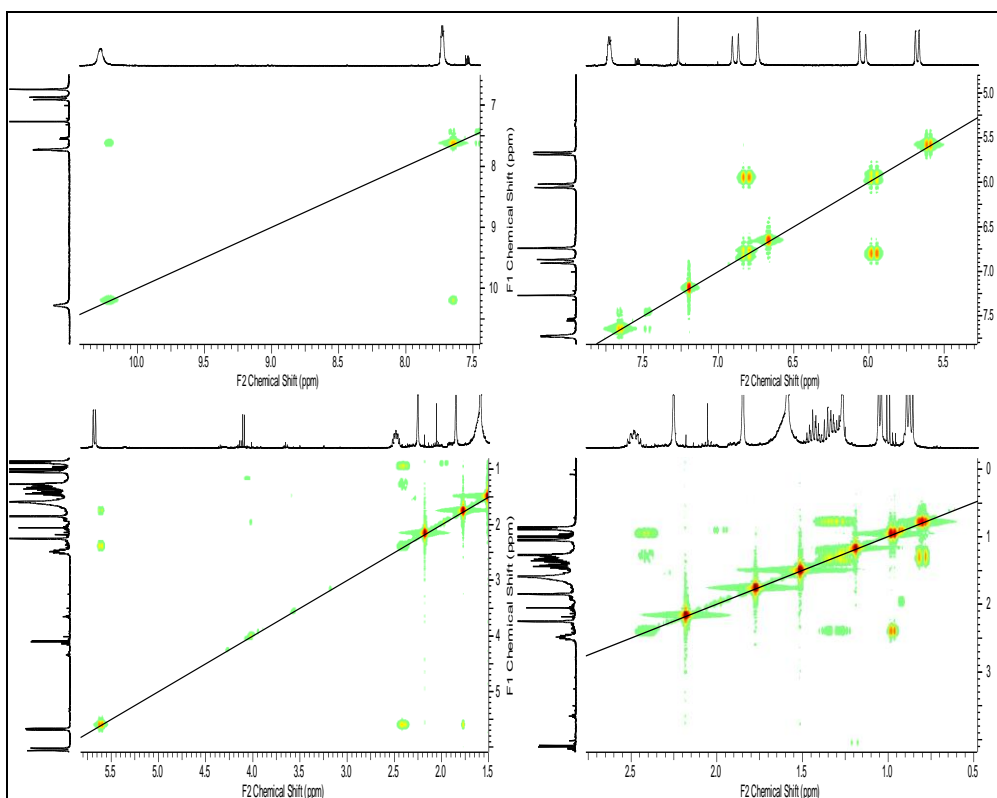 7
8
9
10
F1 Chemical Shift (ppm)
10.0 9.5 9.0 8.5 8.0 7.5
F2 Chemical Shift (ppm)
5.0
5.5
6.0
6.5
7.0
7.5
7.5 7.0 6.5 6.0 5.5
F2 Chemical Shift (ppm)
1
2
3
4
5
F1 Chemical Shift (ppm)
5.5 5.0 4.5 4.0 3.5 3.0 2.5 2.0 1.5
F2 Chemical Shift (ppm)
0
1
2
3
2.5 2.0 1.5 1.0 0.5
F2 Chemical Shift (ppm)